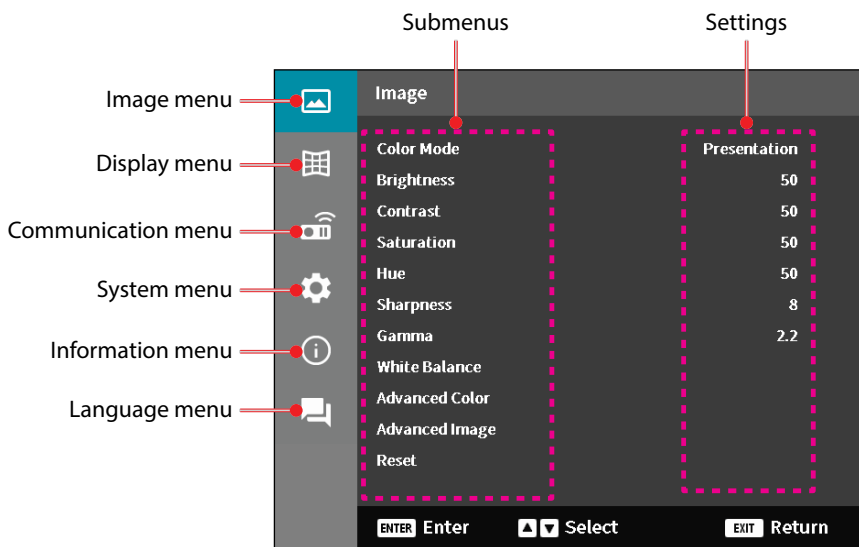 Submenus Settings
Image menu
Display menu
Communication menu
System menu
Information menu
Language menu
Image
Color Mode Presentation
Brightness 50
Contrast 50
Saturation 50
Hue 50
Sharpness 8
Gamma 2.2
White Balance
Advanced Color
Advanced Image
Reset
ENTER Enter ▲ ▼ Select EXIT Return